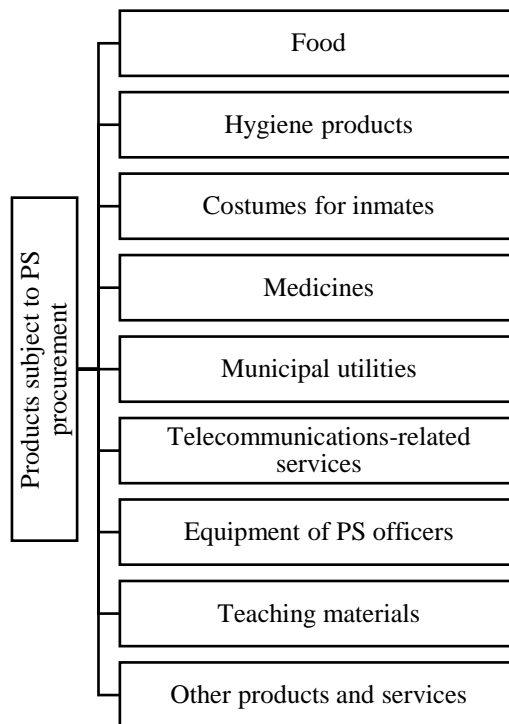 Products subject to PS
procurement
Food
Hygiene products
Costumes for inmates
Medicines
Municipal utilities
Telecommunications-related
services
Equipment of PS officers
Teaching materials
Other products and services